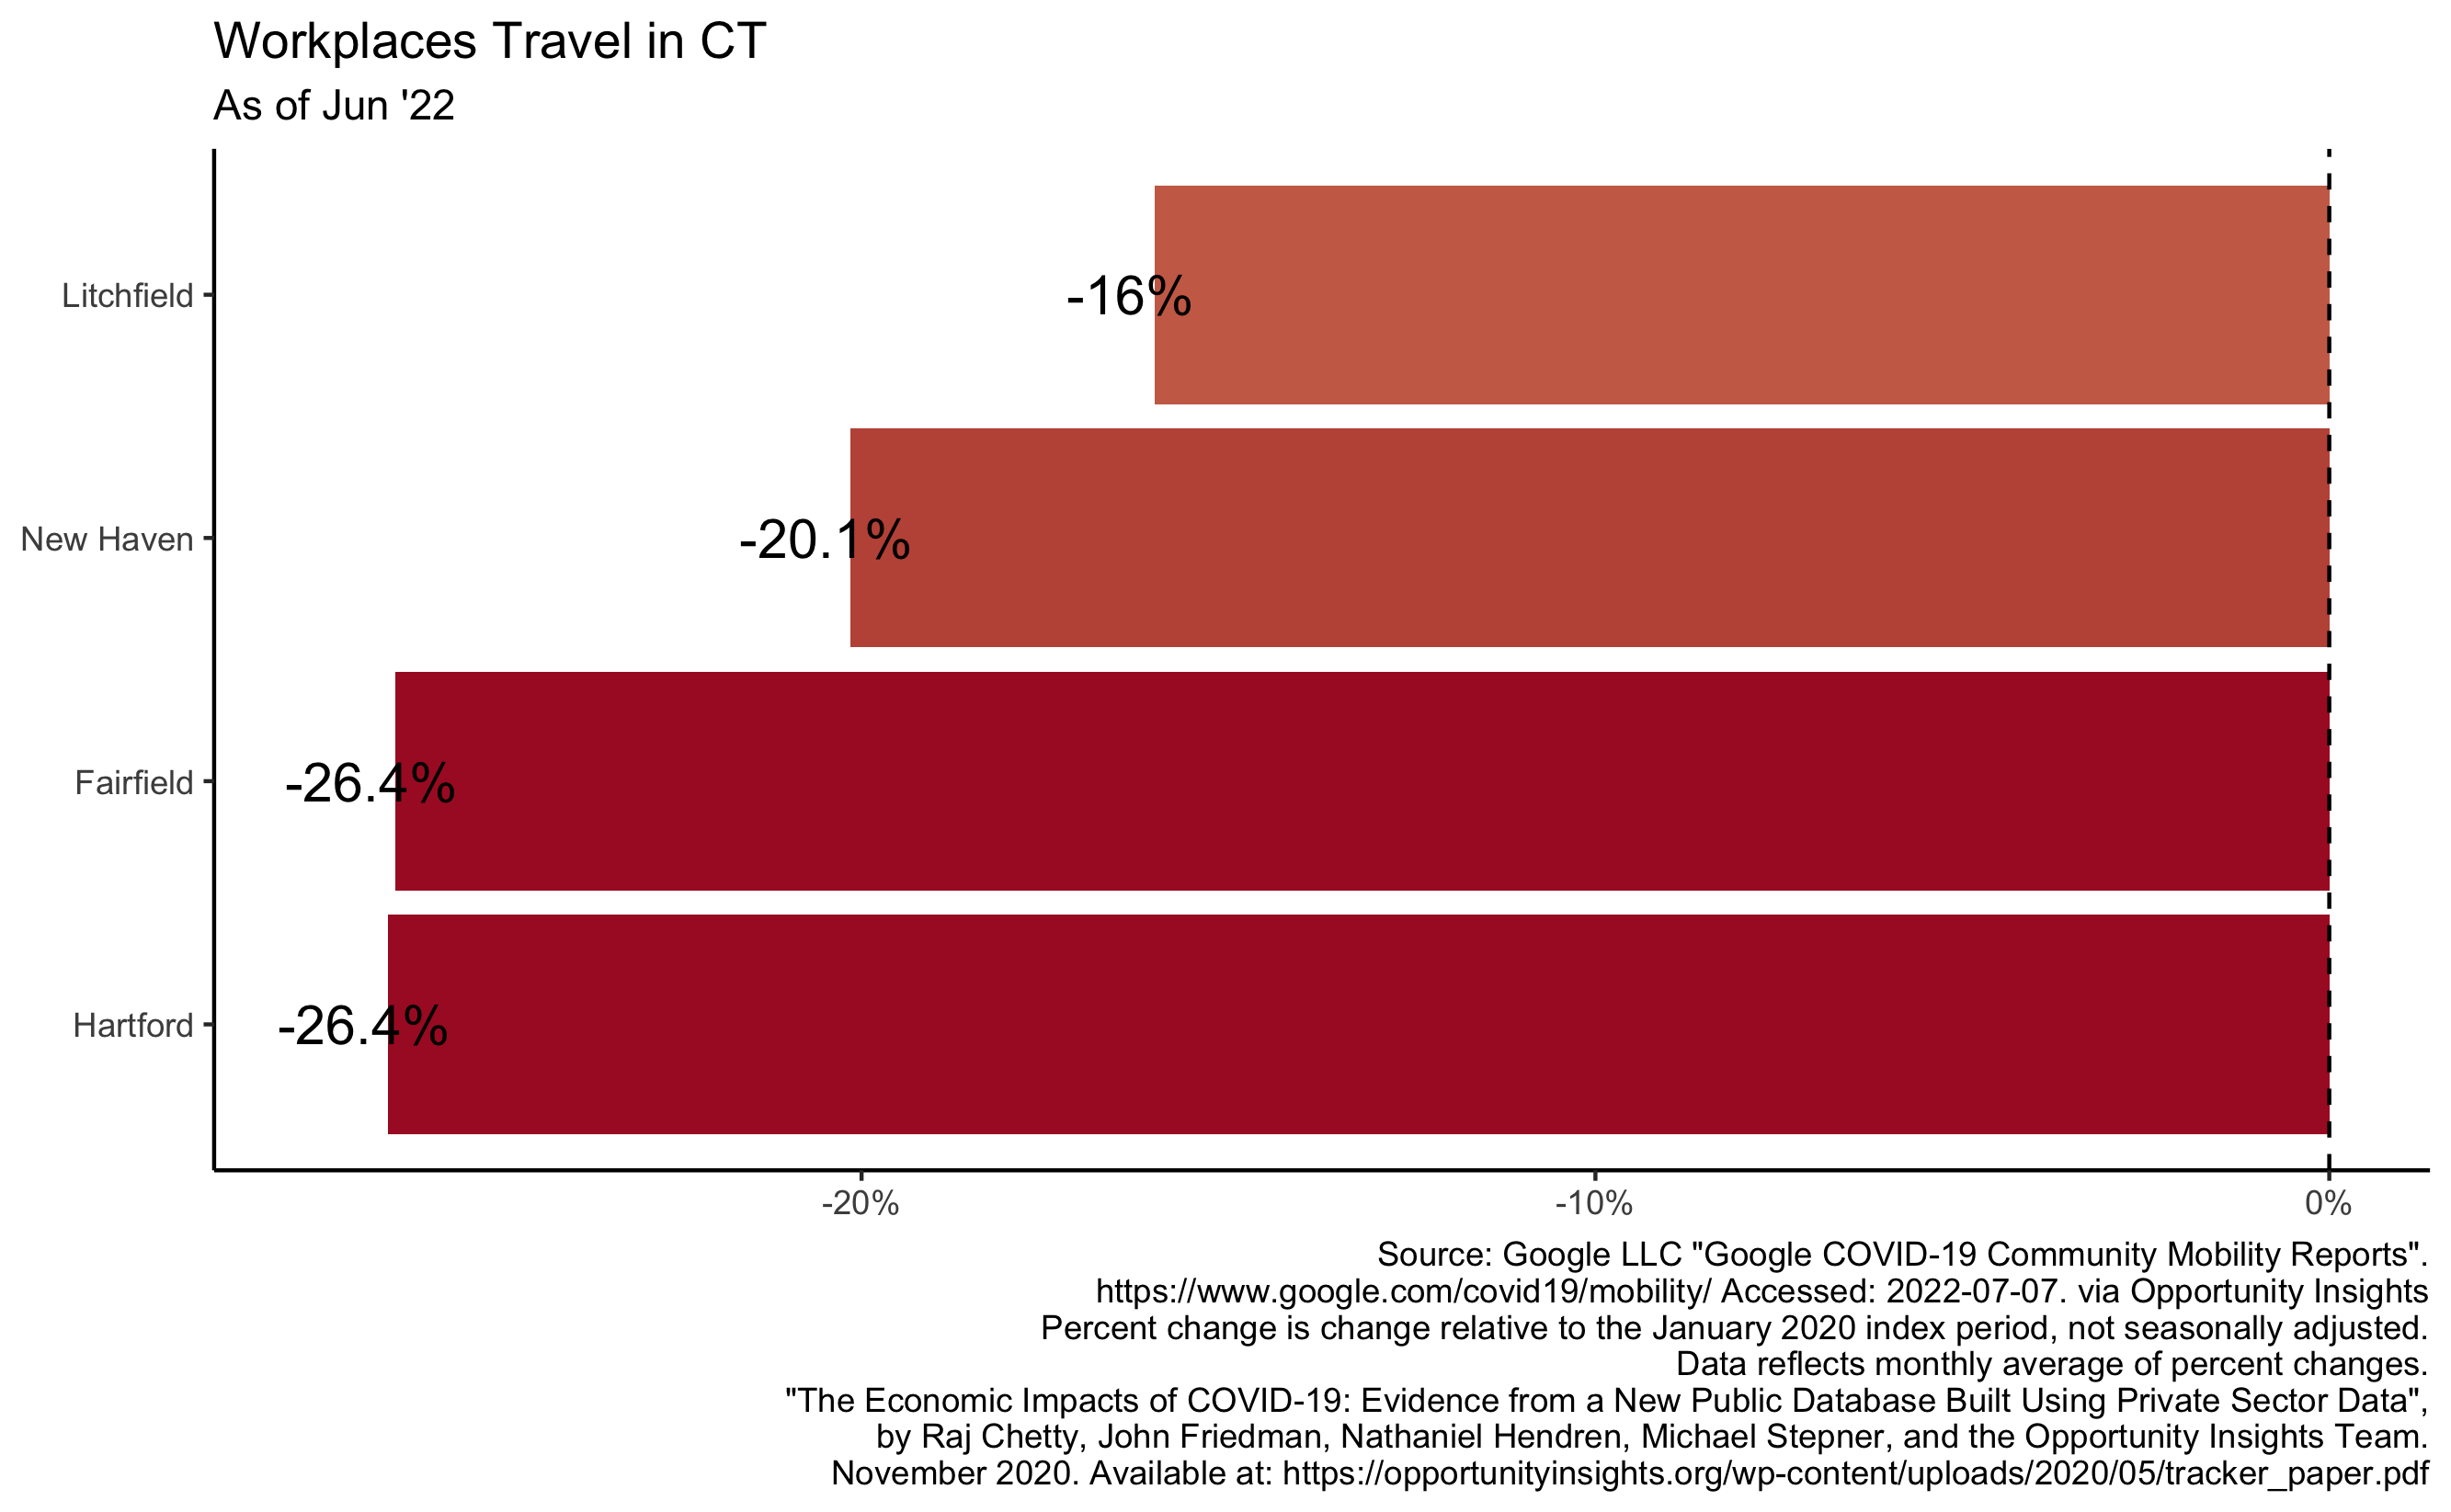 Workplaces Travel in CT
As of Jun '22
Litchfield
-16%
New Haven
-20.1%
Fairfield
-26.4%
Hartford
-26.4%
-20%
-10%
0%
Source: Google LLC "Google COVID-19 Community Mobility Reports".
https://www.google.com/covid19/mobility/ Accessed: 2022-07-07. via Opportunity Insights
Percent change is change relative to the January 2020 index period, not seasonally adjusted.
Data reflects monthly average of percent changes.
"The Economic Impacts of COVID-19: Evidence from a New Public Database Built Using Private Sector Data",
by Raj Chetty, John Friedman, Nathaniel Hendren, Michael Stepner, and the Opportunity Insights Team.
November 2020. Available at: https://opportunityinsights.org/wp-content/uploads/2020/05/tracker_paper.pdf